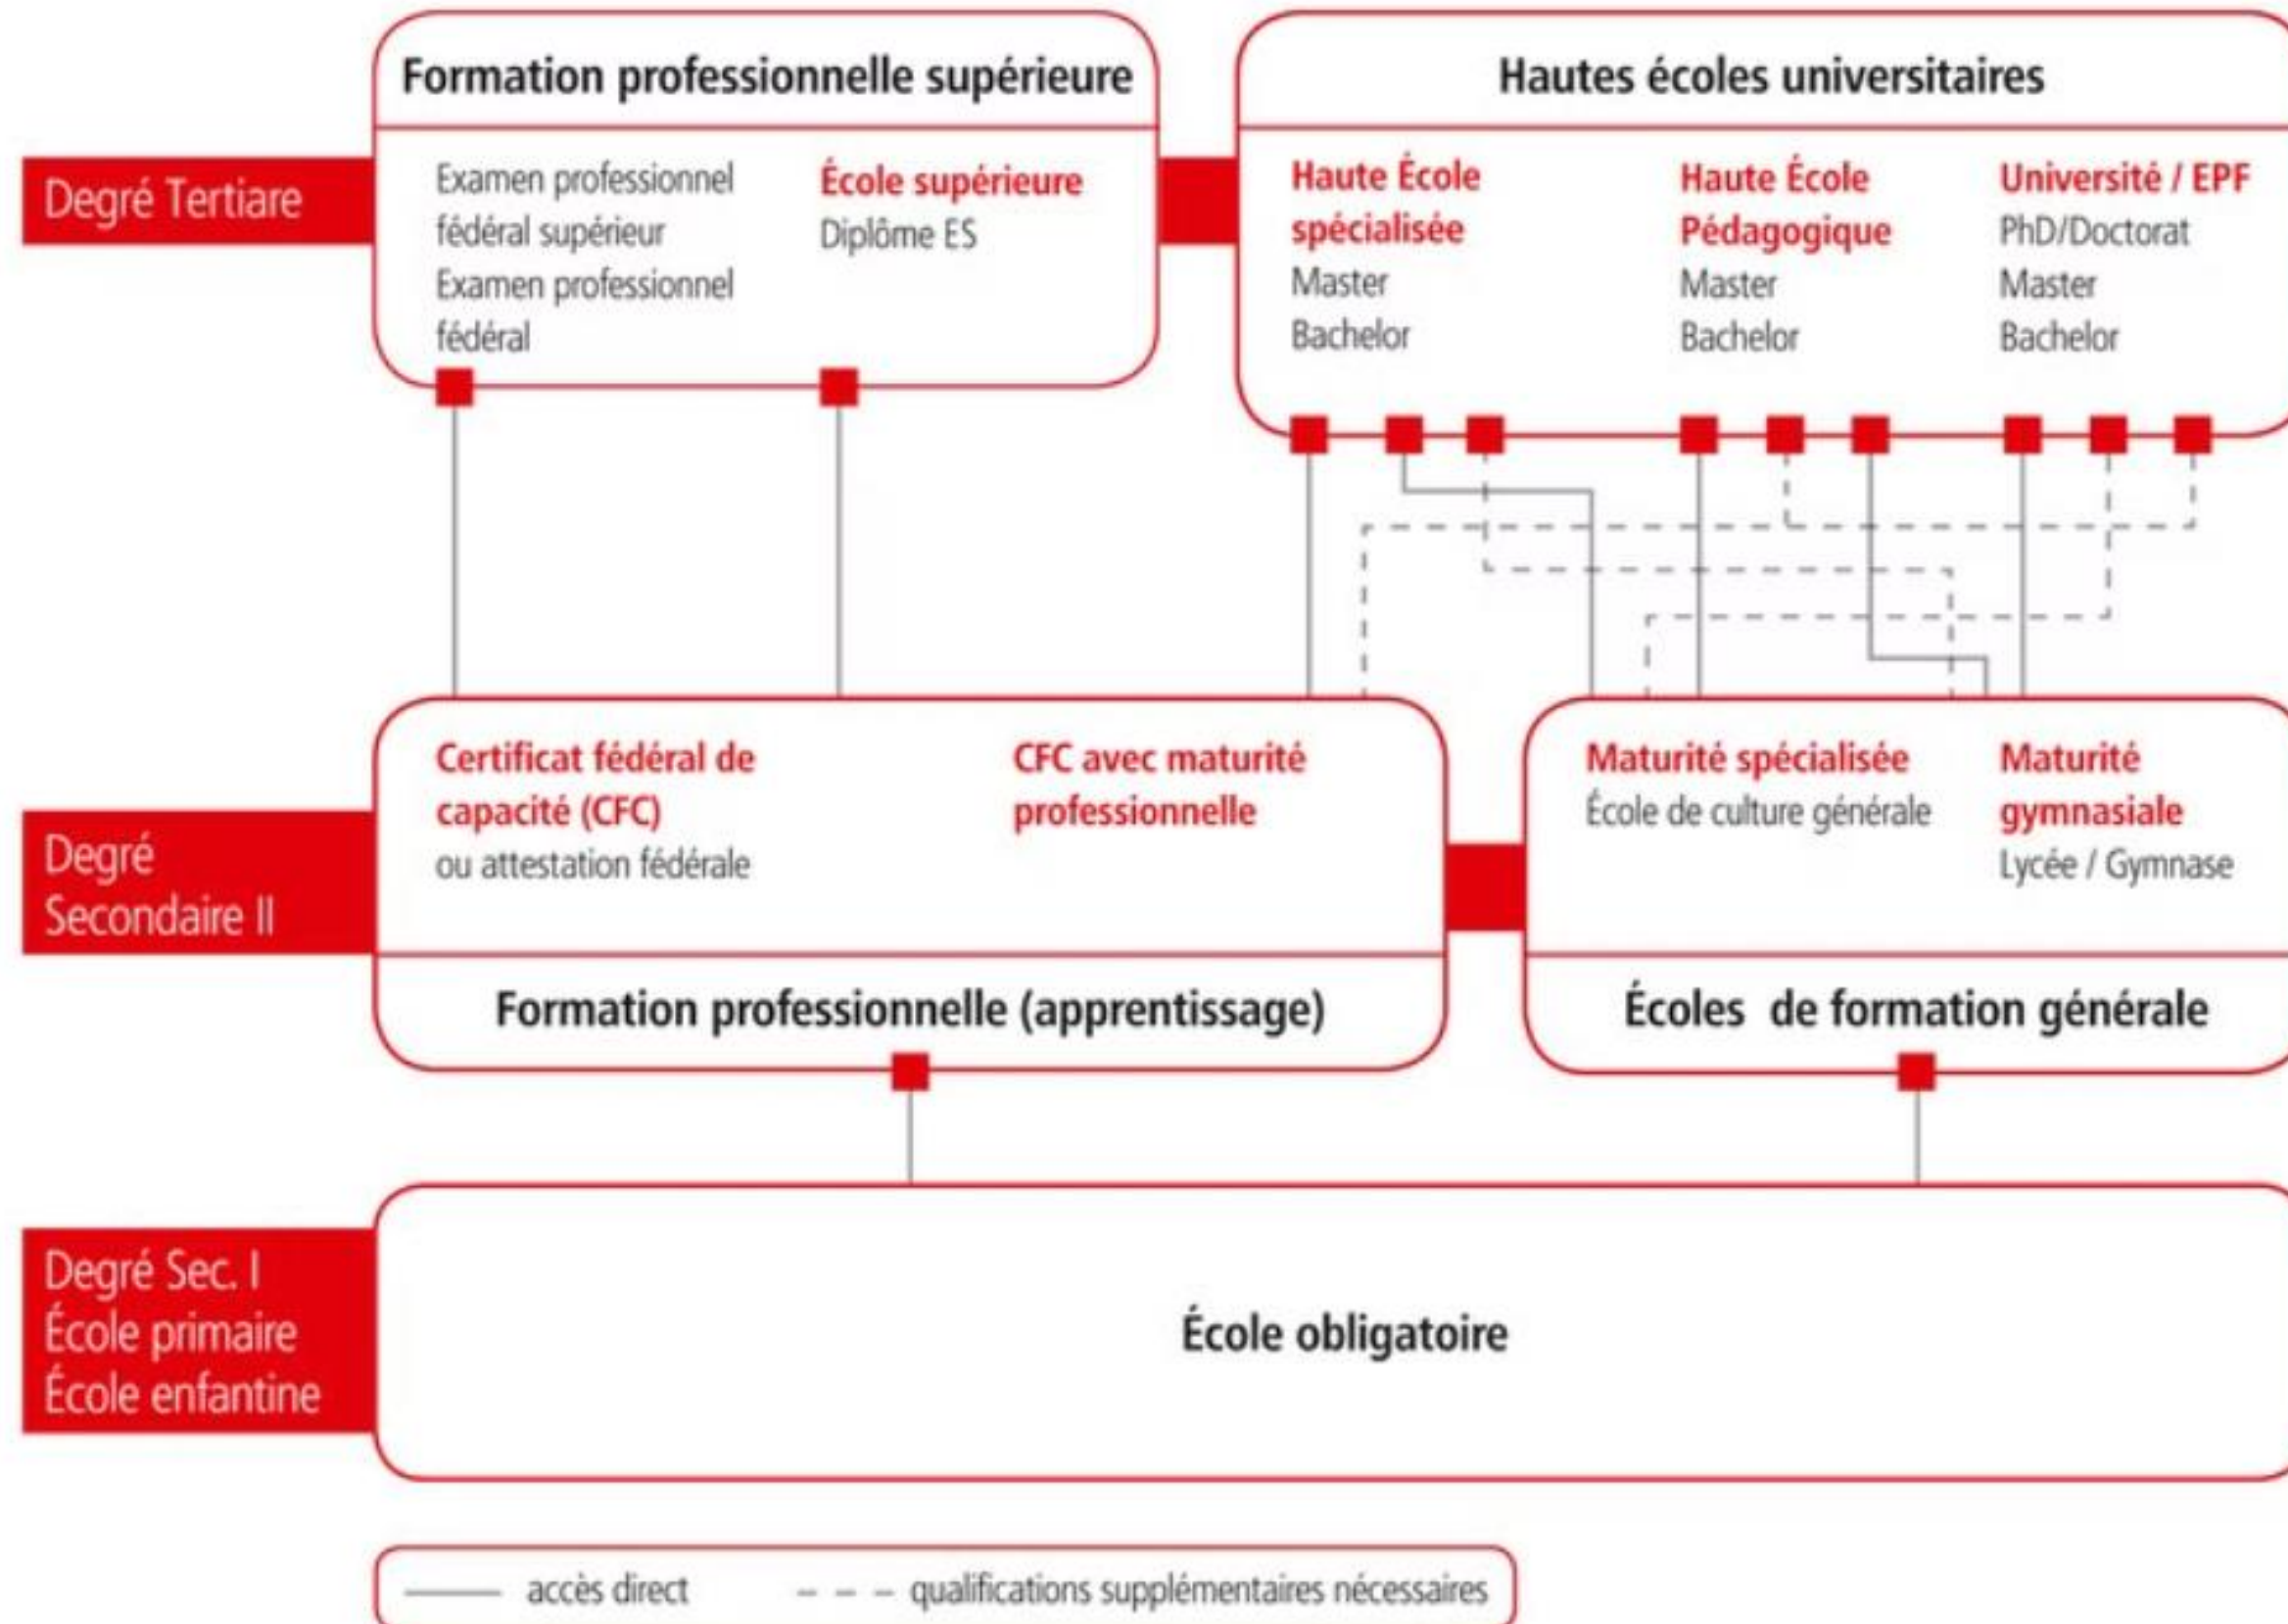 Formation professionnelle supérieure
Hautes écoles universitaires
Degré Tertiare
Examen professionnel
fédéral supérieur
Examen professionnel
fédéral
École supérieure
Diplôme ES
Haute École
spécialisée
Master
Bachelor
Haute École
Pédagogique
Master
Bachelor
Université / EPF
PhD/Doctorat
Master
Bachelor
Degré
Secondaire II
Certificat fédéral de
capacité (CFC)
ou attestation fédérale
CFC avec maturité
professionnelle
Maturité spécialisée
École de culture générale
Maturité
gymnasiale
Lycée / Gymnase
Formation professionnelle (apprentissage)
Écoles de formation générale
Degré Sec. I
École primaire
École enfantine
École obligatoire
accès direct
qualifications supplémentaires nécessaires